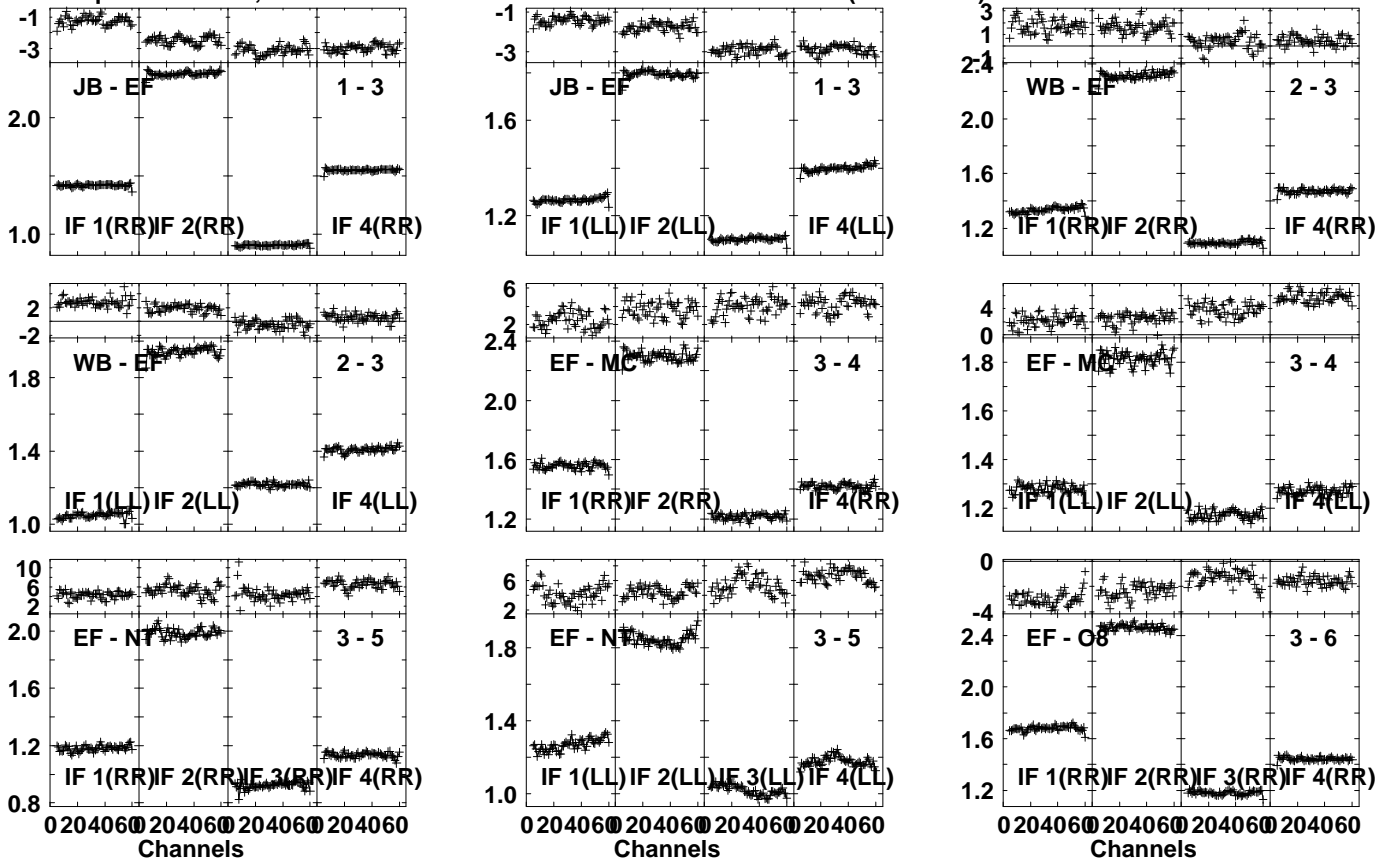 -1 -3 JB - EF 1 - 3 2.0 1.0 IF 1(RR) IF 2(RR) IF 4(RR)
-1 -3 JB - EF 1 - 3 1.6 1.2 IF 1(LL) IF 2(LL) IF 4(LL)
3 1 -1 2.4 WB - EF 2 - 3 2.4 2.0 1.6 1.2 IF 1(RR) IF 2(RR) IF 4(RR)
2 -2 WB - EF 2 - 3 1.8 1.4 1.0 IF 1(LL) IF 2(LL) IF 4(LL)
6 2 2.4 EF - MC 3 - 4 2.0 1.6 1.2 IF 1(RR) IF 2(RR) IF 4(RR)
4 0 EF - MC 3 - 4 1.8 1.6 1.4 1.2 IF 1(LL) IF 2(LL) IF 4(LL)
10 6 2 2.0 EF - NT 3 - 5 1.6 1.2 0.8 IF 1(RR) IF 2(RR) IF 3(RR) IF 4(RR)
6 2 1.8 EF - NT 3 - 5 1.4 1.0 IF 1(LL) IF 2(LL) IF 3(LL) IF 4(LL)
0 -4 2.4 EF - O8 3 - 6 2.0 1.6 1.2 IF 1(RR) IF 2(RR) IF 3(RR) IF 4(RR)
0 204060 0 204060 0 204060 0 204060
Channels
0 204060 0 204060 0 204060 0 204060
Channels
0 204060 0 204060 0 204060 0 204060
Channels